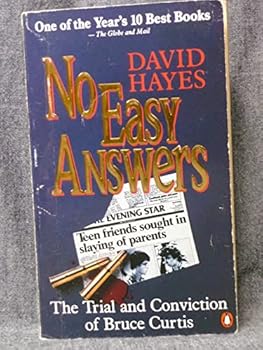 One of the Year's 10 Best Books
— The Globe and Mail
DAVID
HAYES
No
Easy
Answers
THE EVENING STAR
Teen friends sought in
slaying of parents
The Trial and Conviction
of Bruce Curtis